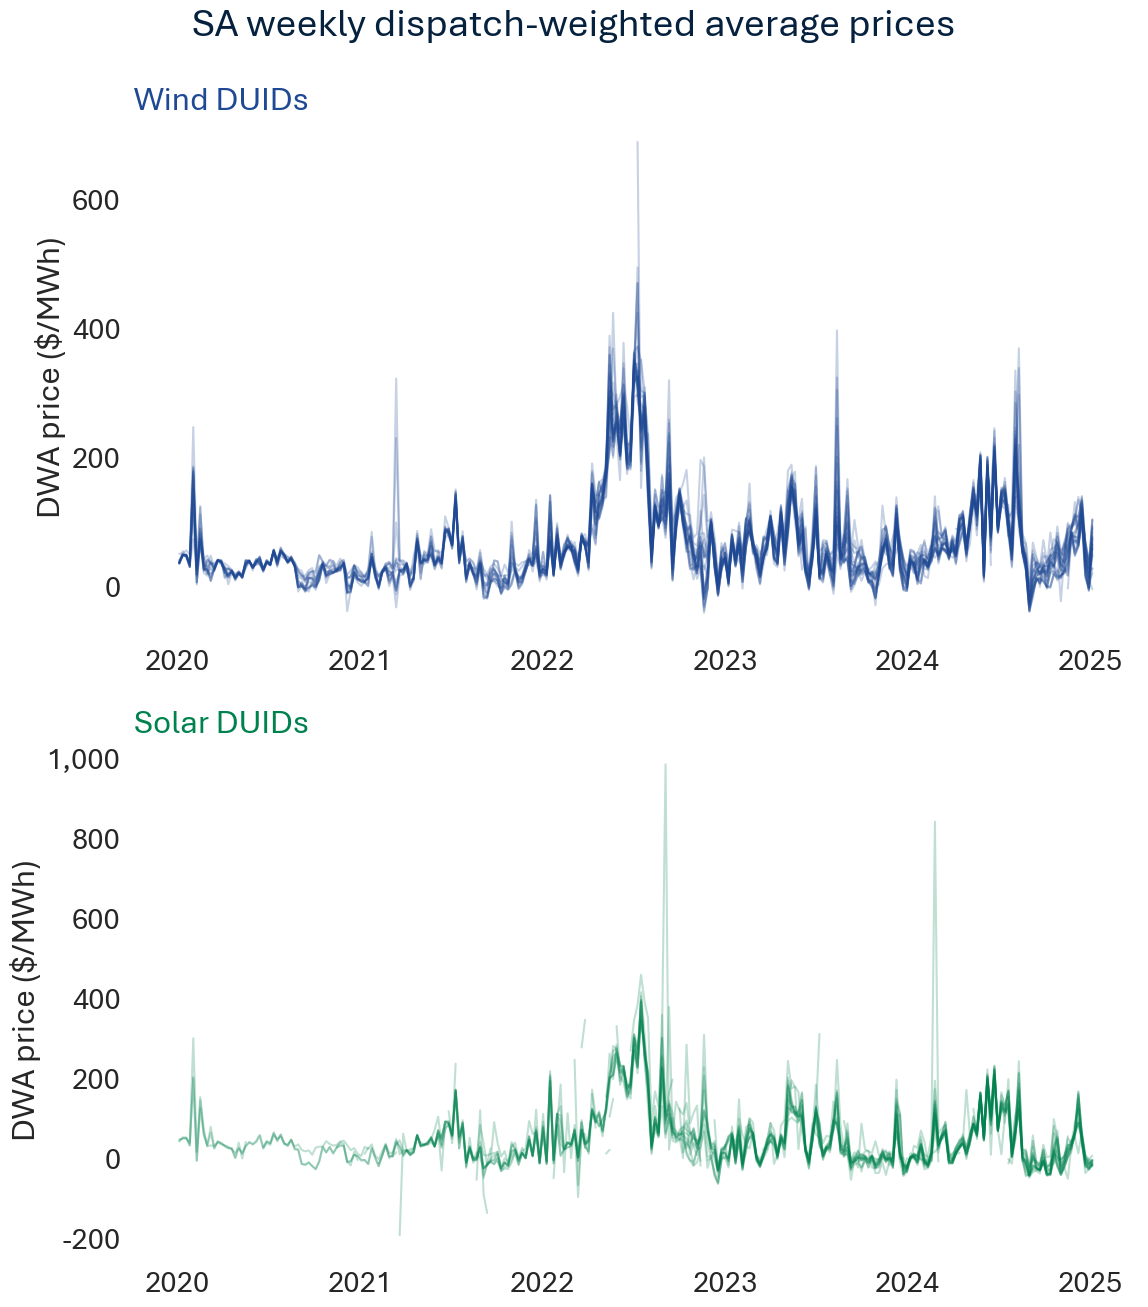 SA weekly dispatch-weighted average prices
Wind DUIDs
DWA price ($/MWh)
600
400
200
0
2020 2021 2022 2023 2024 2025
Solar DUIDs
DWA price ($/MWh)
1,000
800
600
400
200
0
-200
2020 2021 2022 2023 2024 2025